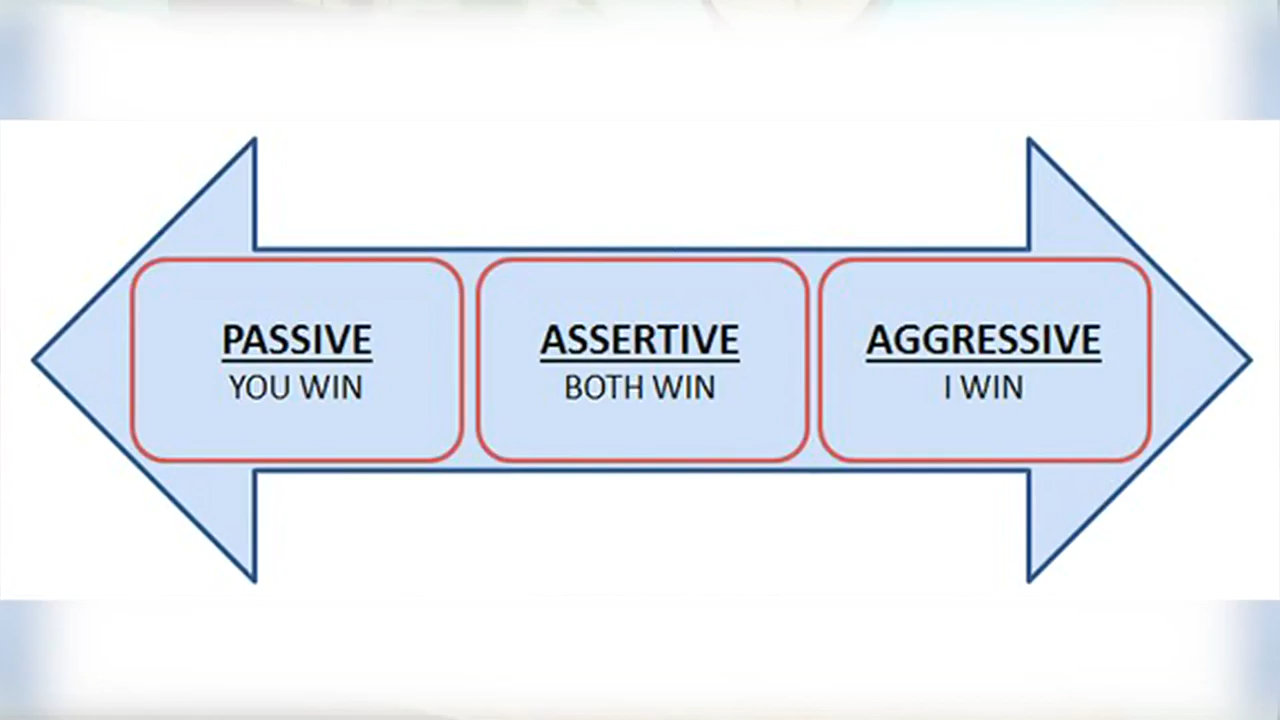 PASSIVE
YOU WIN
ASSERTIVE
BOTH WIN
AGGRESSIVE
I WIN